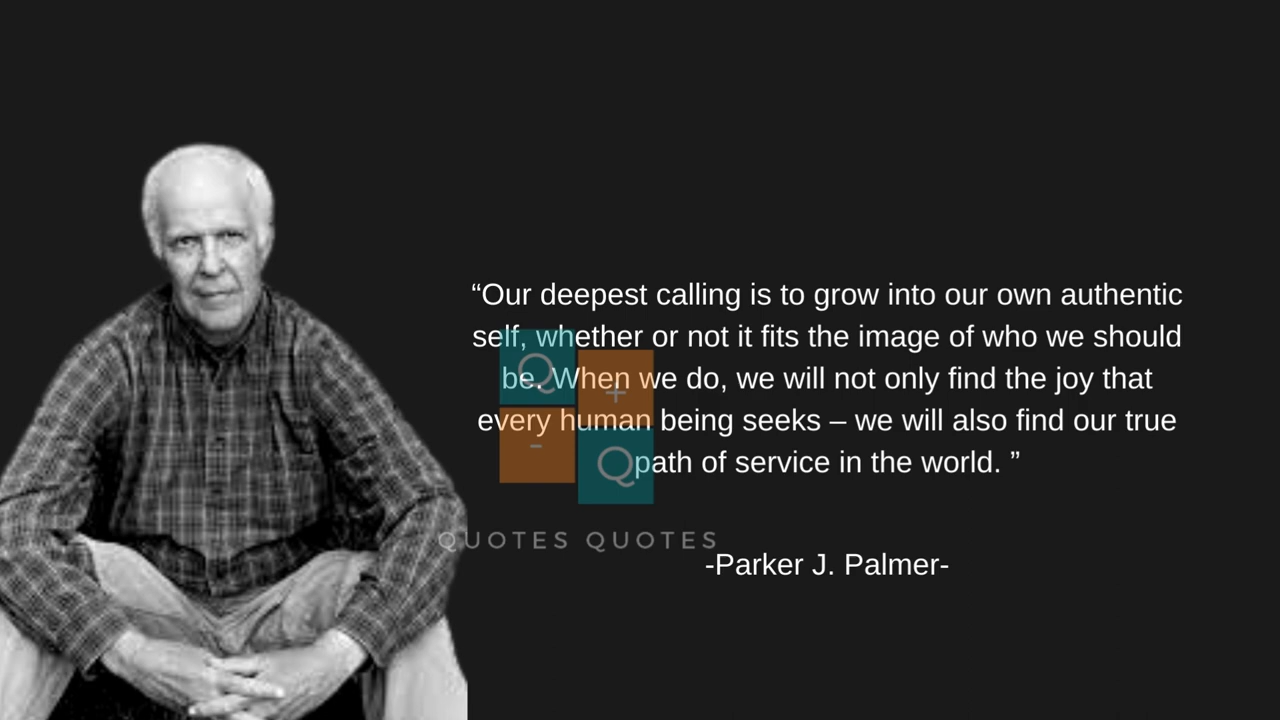 “Our deepest calling is to grow into our own authentic
self, whether or not it fits the image of who we should
be. When we do, we will not only find the joy that
every human being seeks – we will also find our true
path of service in the world. ”
Q
+
-
Q
QUOTES QUOTES
-Parker J. Palmer-